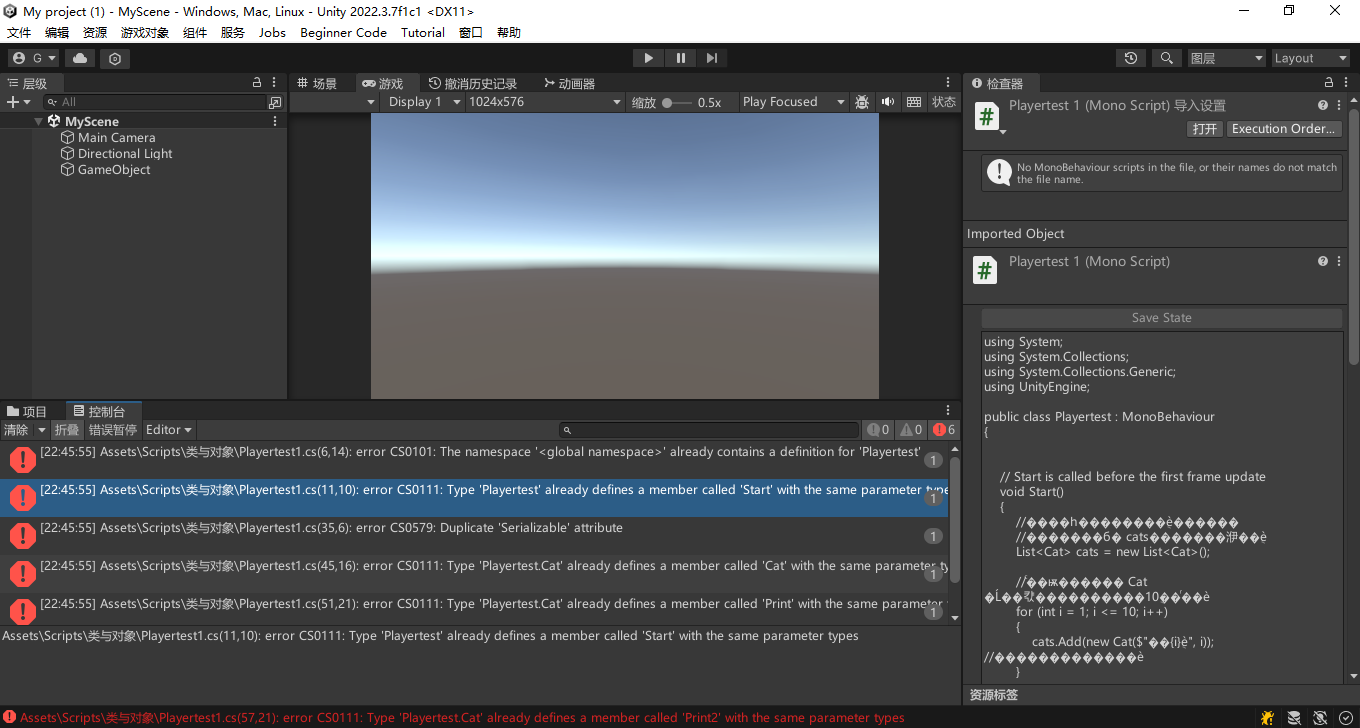 My project (1) - MyScene - Windows, Mac, Linux - Unity 2022.3.7f1c1 <DX11>
文件 编辑 资源 游戏对象 组件 服务 Jobs Beginner Code Tutorial 窗口 帮助
G 图层 Layout
层级 场景 游戏 撤消历史记录 动画器 检查器
All Display 1 1024x576 缩放 0.5x Play Focused 状态
MyScene
Main Camera
Directional Light
GameObject
Playertest 1 (Mono Script) 导入设置
打开 Execution Order...
No MonoBehaviour scripts in the file, or their names do not match
the file name.
Imported Object
Playertest 1 (Mono Script)
Save State
using System;
using System.Collections;
using System.Collections.Generic;
using UnityEngine;
public class Playertest : MonoBehaviour
{
// Start is called before the first frame update
void Start()
{
List<Cat> cats = new List<Cat>();
for (int i = 1; i <= 10; i++)
{
}
资源标签
项目 控制台
清除 折叠 错误暂停 Editor 0 0 6
[22:45:55] Assets\Scripts\类与对象\Playertest1.cs(6,14): error CS0101: The namespace '<global namespace>' already contains a definition for 'Playertest' 1
[22:45:55] Assets\Scripts\类与对象\Playertest1.cs(11,10): error CS0111: Type 'Playertest' already defines a member called 'Start' with the same parameter type 1
[22:45:55] Assets\Scripts\类与对象\Playertest1.cs(35,6): error CS0579: Duplicate 'Serializable' attribute 1
[22:45:55] Assets\Scripts\类与对象\Playertest1.cs(45,16): error CS0111: Type 'Playertest.Cat' already defines a member called 'Cat' with the same parameter ty 1
[22:45:55] Assets\Scripts\类与对象\Playertest1.cs(51,21): error CS0111: Type 'Playertest.Cat' already defines a member called 'Print' with the same parameter 1
Assets\Scripts\类与对象\Playertest1.cs(11,10): error CS0111: Type 'Playertest' already defines a member called 'Start' with the same parameter types
Assets\Scripts\类与对象\Playertest1.cs(57,21): error CS0111: Type 'Playertest.Cat' already defines a member called 'Print2' with the same parameter types